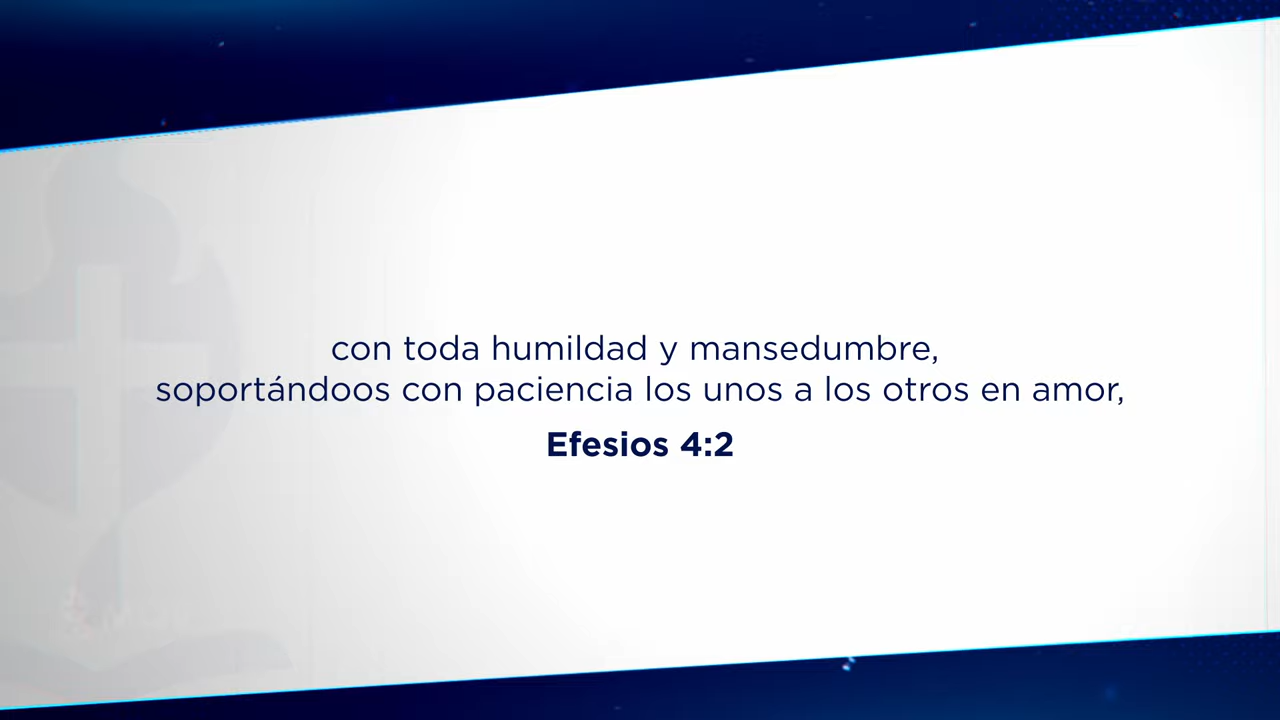 con toda humildad y mansedumbre,
soportándoos con paciencia los unos a los otros en amor,
Efesios 4:2